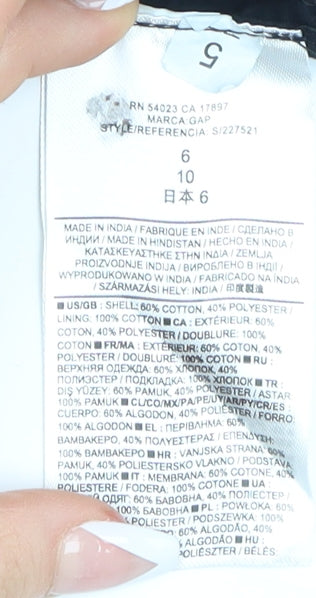 5
RN 54023 CA 17897
MARCA:GAP
STYLE/REFERENCIA: S/227521
6
10
日本 6
MADE IN INDIA / FABRIQUE EN INDE / СДЕЛАНО В
ИНДИИ / MADE IN HINDISTAN / HECHO EN INDIA /
ΚΑΤΑΣΚΕΥΑΣΜΕΝΟ ΣΤΗΝ ΙΝΔΙΑ / ZEMLJA
PROIZVODNJE INDIJA / ВИРОБЛЕНО В ІНДІЇ /
WYPRODUKOWANO W INDIA / FABRICADO NA ÍNDIA
/ SZÁRMAZÁSI HELY: INDIA / 印度製造
■ US/GB : SHELL: 60% COTTON, 40% POLYESTER /
LINING: 100% COTTON ■ CA : EXTÉRIEUR: 60%
COTON, 40% POLYESTER / DOUBLURE: 100%
COTON ■ FR/MA : EXTÉRIEUR: 60% COTON, 40%
POLYESTER / DOUBLURE: 100% COTON ■ RU :
ВЕРХНЯЯ ОДЕЖДА: 60% ХЛОПОК, 40%
ПОЛИЭСТЕР / ПОДКЛАДКА: 100% ХЛОПОК ■ TR :
DIŞ YÜZEY: 60% PAMUK, 40% POLYESTER / ASTAR:
100% PAMUK ■ CL/CO/MX/PA/PE/UY/AR/PY/CR/ES :
CUERPO: 60% ALGODON, 40% POLIÉSTER / FORRO:
100% ALGODON ■ EL : ΠΕΡΙΒΛΗΜΑ: 60%
ΒΑΜΒΑΚΕΡΟ, 40% ΠΟΛΥΕΣΤΕΡΑΣ / ΕΠΕΝΔΥΣΗ:
100% ΒΑΜΒΑΚΕΡΟ ■ HR : VANJSKA STRANA: 60%
PAMUK, 40% POLIESTERSKO VLAKNO / PODSTAVA:
100% PAMUK ■ IT : MEMBRANA: 60% COTONE, 40%
POLIESTERE / FODERA: 100% COTONE ■ UA :
ОДЯГ: 60% БАВОВНА, 40% ПОЛІЕСТЕР /
100% БАВОВНА ■ PL : POWŁOKA: 60%
POLIESTER / PODSZEWKA: 100%
60% ALGODÃO, 40%
ALGODÃO ■ HU :
POLIÉSZTER / BÉLÉS